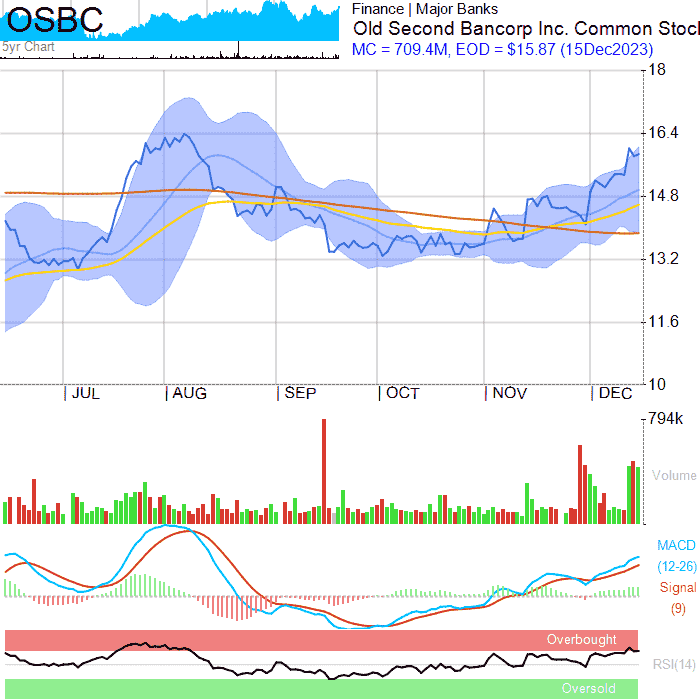 OSBC
5yr Chart
Finance | Major Banks
Old Second Bancorp Inc. Common Stoc
MC = 709.4M, EOD = $15.87 (15Dec2023)
18
16.4
14.8
13.2
11.6
10
JUL AUG SEP OCT NOV DEC
794k
Volume
MACD
(12-26)
Signal
(9)
Overbought
RSI(14)
Oversold